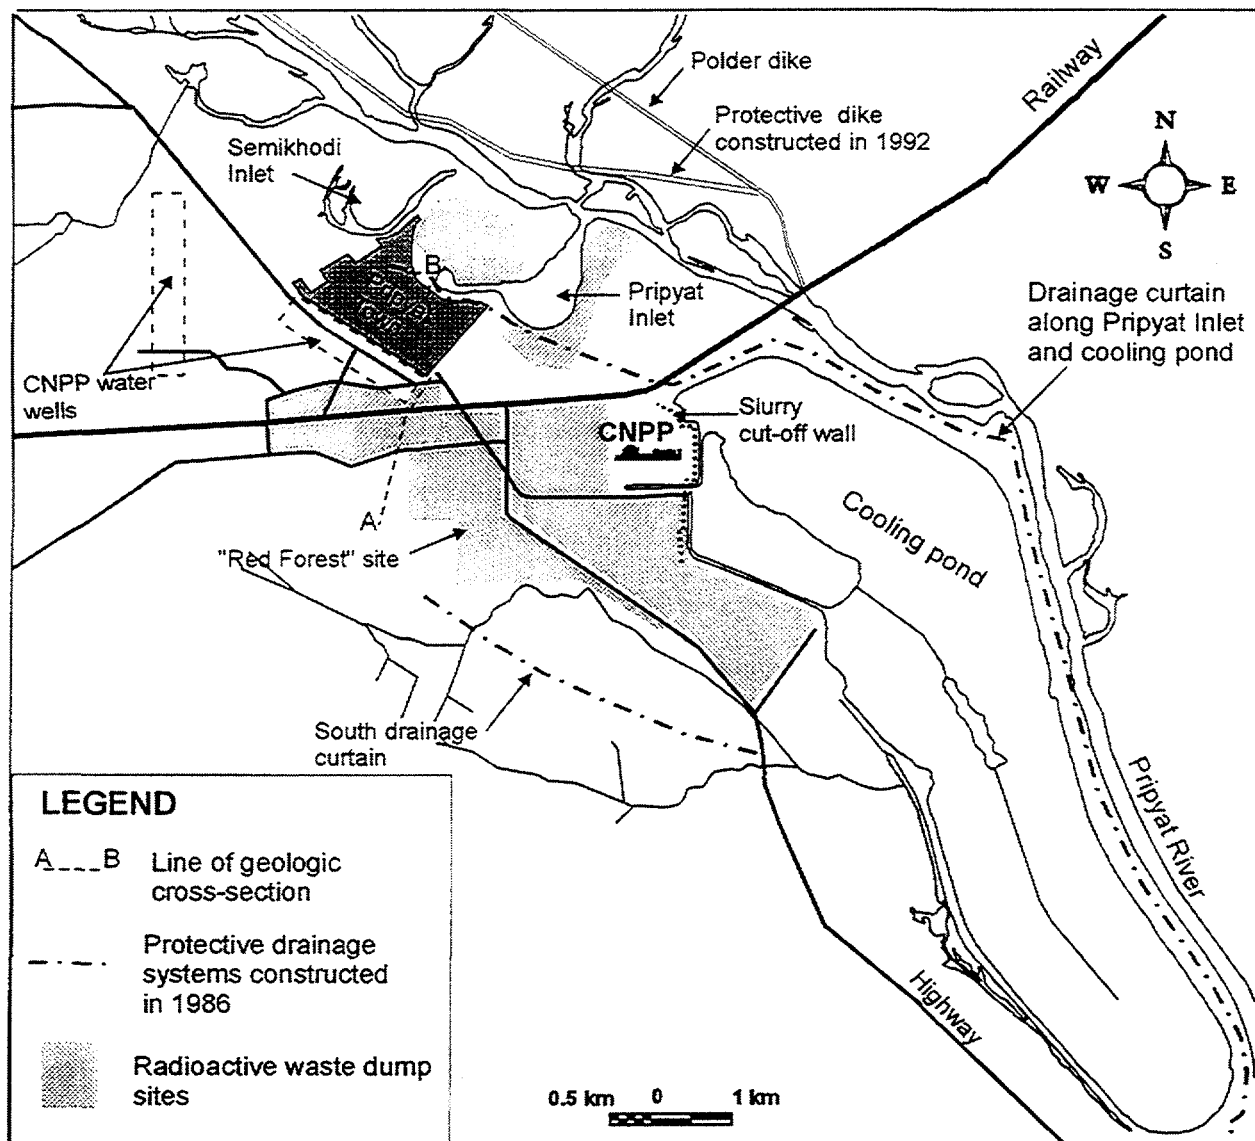 Polder dike
Railway
Protective dike
constructed in 1992
N
W
E
S
Semikhodi
Inlet
B
Pripyat
Inlet
Drainage curtain
along Pripyat Inlet
and cooling pond
CNPP water
wells
Slurry
cut-off wall
CNPP
Cooling pond
A
"Red Forest" site
South drainage
curtain
Pripyat River
Highway
LEGEND
A B
Line of geologic
cross-section
Protective drainage
systems constructed
in 1986
Radioactive waste dump
sites
0.5 km 0 1 km